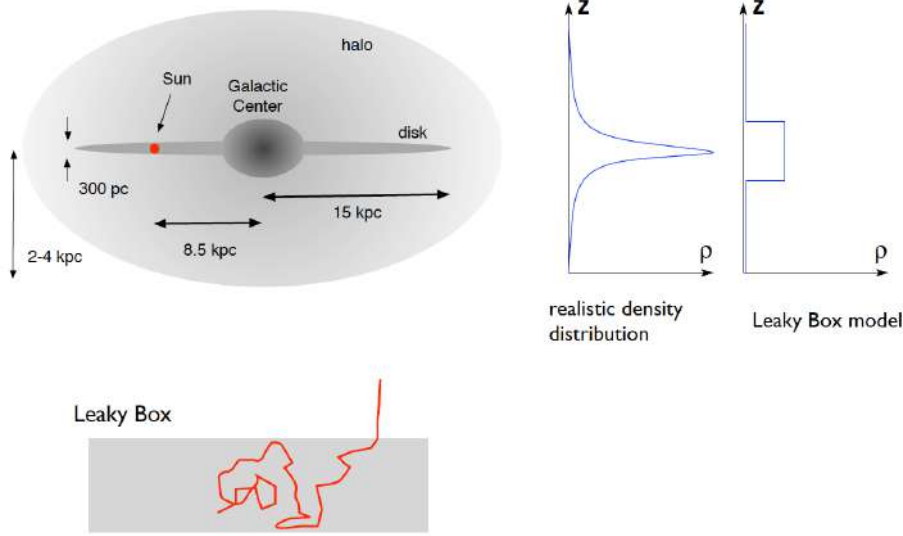 halo
Sun
Galactic
Center
disk
300 pc
15 kpc
8.5 kpc
2-4 kpc
z
ρ
realistic density
distribution
z
ρ
Leaky Box model
Leaky Box